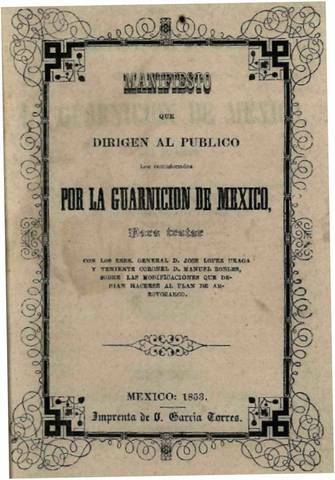 MANIFIESTO
QUE
DIRIGEN AL PUBLICO
Los comisionados
POR LA GUARNICION DE MEXICO,
Para tratar
CON LOS EXMS. GENERAL D. JOSE LOPEZ URAGA
Y TENIENTE CORONEL D. MANUEL ROBLES,
SOBRE LAS MODIFICACIONES QUE DE-
BIAN HACERSE AL PLAN DE AR-
ROYOZARCO.
MEXICO: 1853.
Imprenta de V. Garcia Torres.